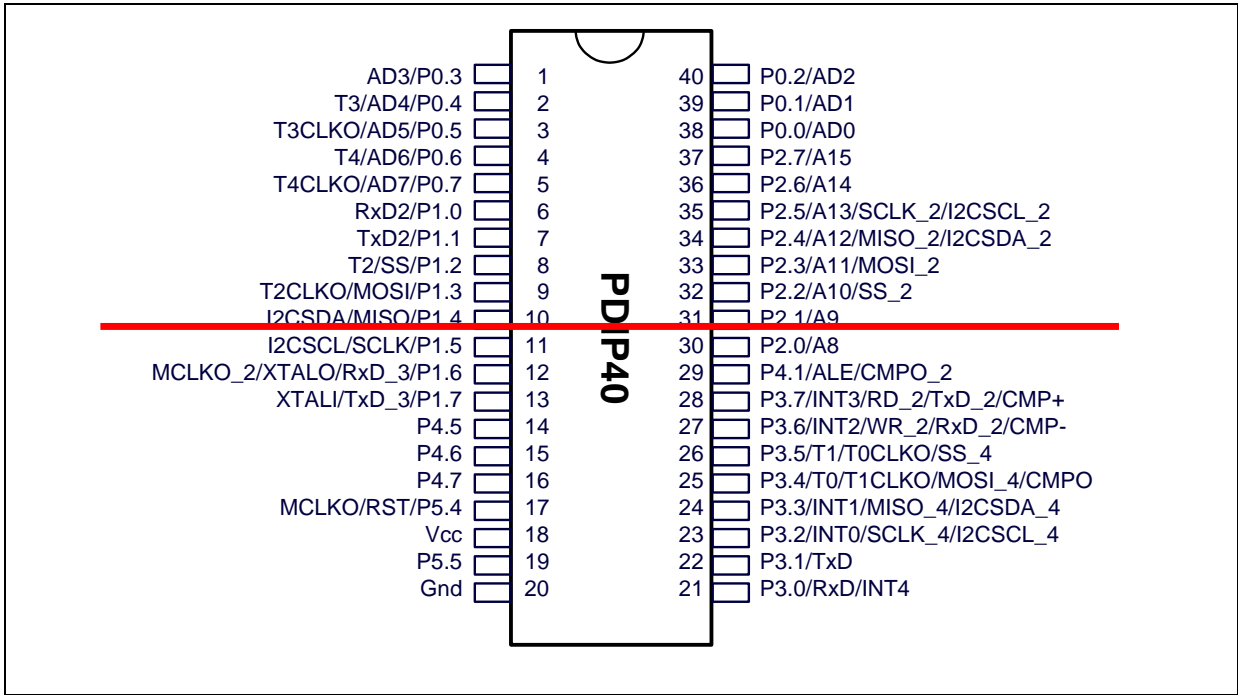 AD3/P0.3 1 40 P0.2/AD2
T3/AD4/P0.4 2 39 P0.1/AD1
T3CLKO/AD5/P0.5 3 38 P0.0/AD0
T4/AD6/P0.6 4 37 P2.7/A15
T4CLKO/AD7/P0.7 5 36 P2.6/A14
RxD2/P1.0 6 35 P2.5/A13/SCLK_2/I2CSCL_2
TxD2/P1.1 7 34 P2.4/A12/MISO_2/I2CSDA_2
T2/SS/P1.2 8 33 P2.3/A11/MOSI_2
T2CLKO/MOSI/P1.3 9 32 P2.2/A10/SS_2
I2CSDA/MISO/P1.4 10 31 P2.1/A9
I2CSCL/SCLK/P1.5 11 30 P2.0/A8
MCLKO_2/XTALO/RxD_3/P1.6 12 29 P4.1/ALE/CMPO_2
XTALI/TxD_3/P1.7 13 28 P3.7/INT3/RD_2/TxD_2/CMP+
P4.5 14 27 P3.6/INT2/WR_2/RxD_2/CMP-
P4.6 15 26 P3.5/T1/T0CLKO/SS_4
P4.7 16 25 P3.4/T0/T1CLKO/MOSI_4/CMPO
MCLKO/RST/P5.4 17 24 P3.3/INT1/MISO_4/I2CSDA_4
Vcc 18 23 P3.2/INT0/SCLK_4/I2CSCL_4
P5.5 19 22 P3.1/TxD
Gnd 20 21 P3.0/RxD/INT4
PDIP40